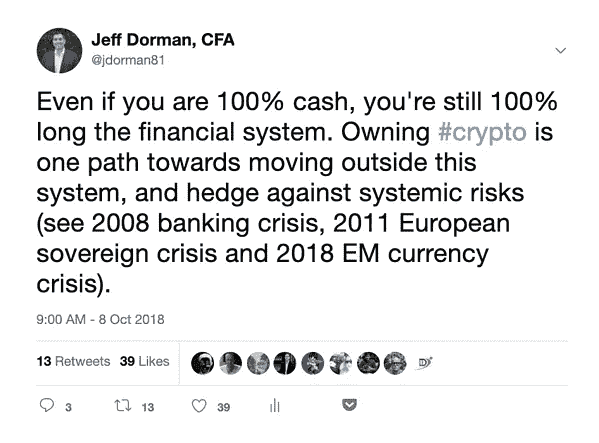 Jeff Dorman, CFA
@jdorman81
Even if you are 100% cash, you're still 100%
long the financial system. Owning #crypto is
one path towards moving outside this
system, and hedge against systemic risks
(see 2008 banking crisis, 2011 European
sovereign crisis and 2018 EM currency
crisis).
9:00 AM - 8 Oct 2018
13 Retweets 39 Likes
3 13 39